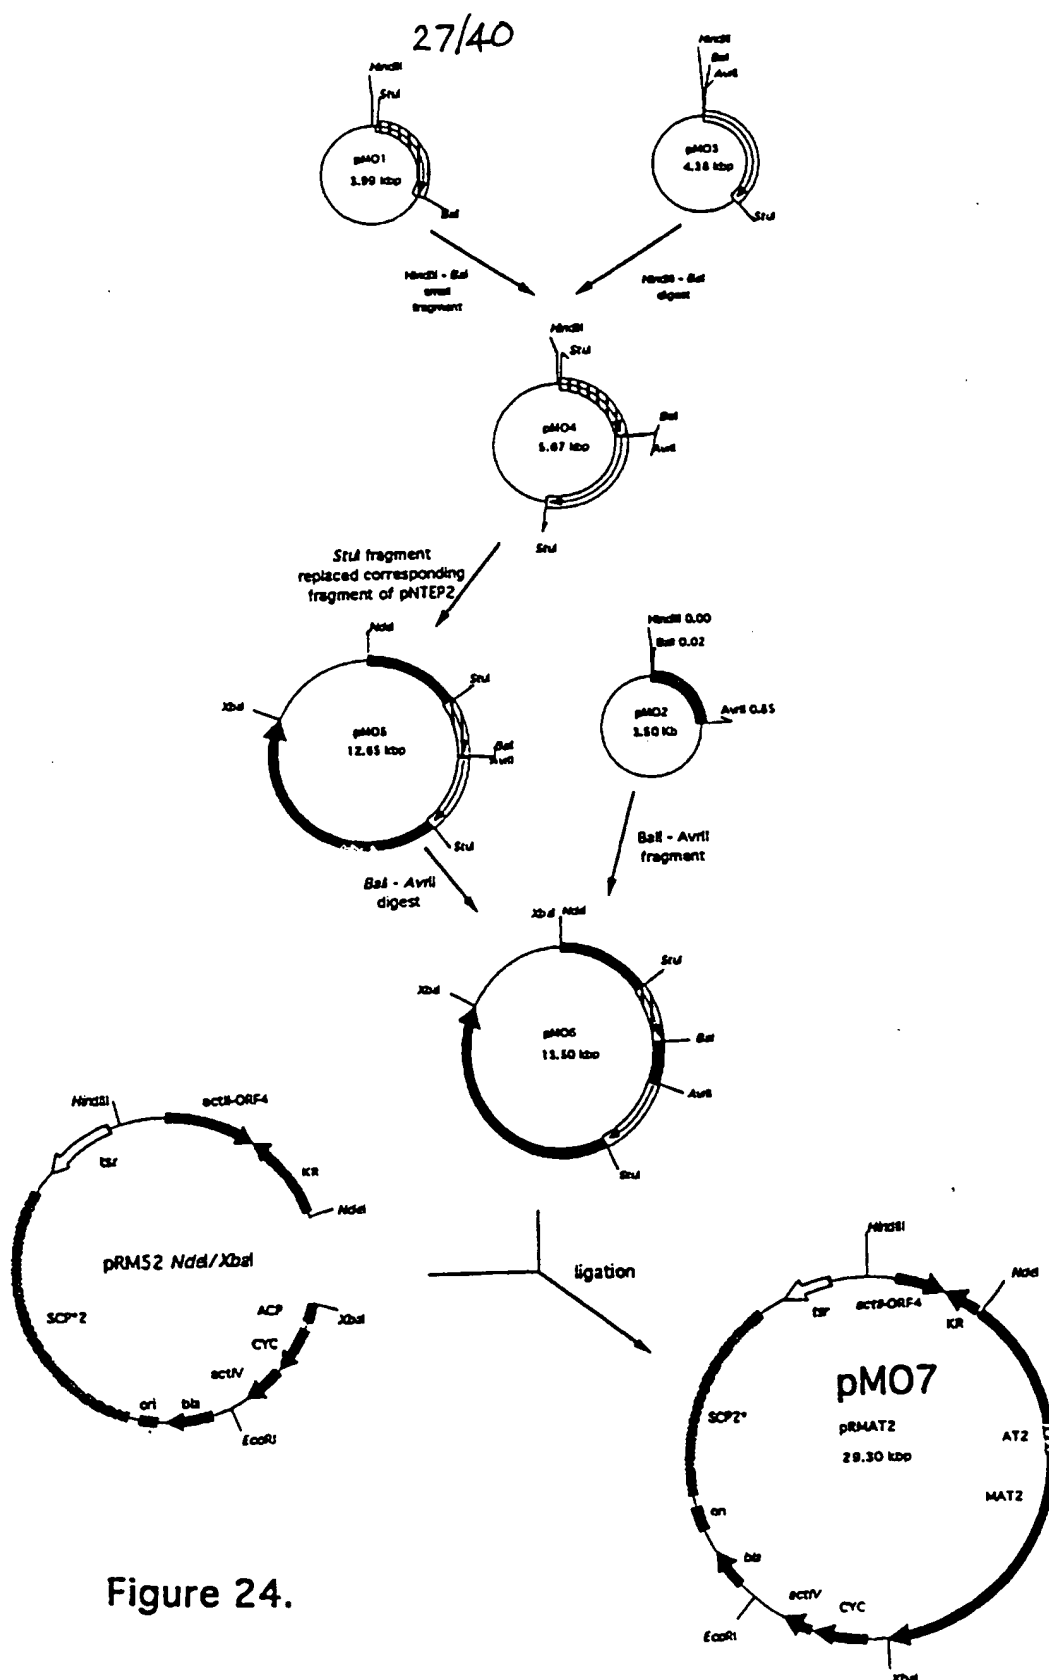 27/40
HindIII
StuI
pMO1
3.99 kbp
BalI
HindIII
BalI
AvrII
pMO3
4.38 kbp
StuI
HindIII - BalI
small
fragment
HindIII - BalI
digest
HindIII
StuI
pMO4
5.67 kbp
BalI
AvrII
StuI
StuI fragment
replaced corresponding
fragment of pNTEP2
NdeI
StuI
XbaI
pMO5
12.65 kbp
BalI
AvrII
StuI
HindIII 0.00
BalI 0.02
pMO2
3.50 Kb
AvrII 0.85
BalI - AvrII
fragment
BalI - AvrII
digest
XbaI NdeI
StuI
XbaI
pMO6
13.50 kbp
BalI
AvrII
StuI
HindIII
actII-ORF4
tsr
KR
NdeI
pRM52 NdeI/XbaI
SCP*2
ACP
XbaI
CYC
actIV
ori
bla
EcoRI
ligation
HindIII
NdeI
tsr
actII-ORF4
KR
pMO7
pRMAT2
29.30 kbp
SCP2*
AT2
MAT2
ori
bla
actIV
CYC
EcoRI
XbaI
Figure 24.